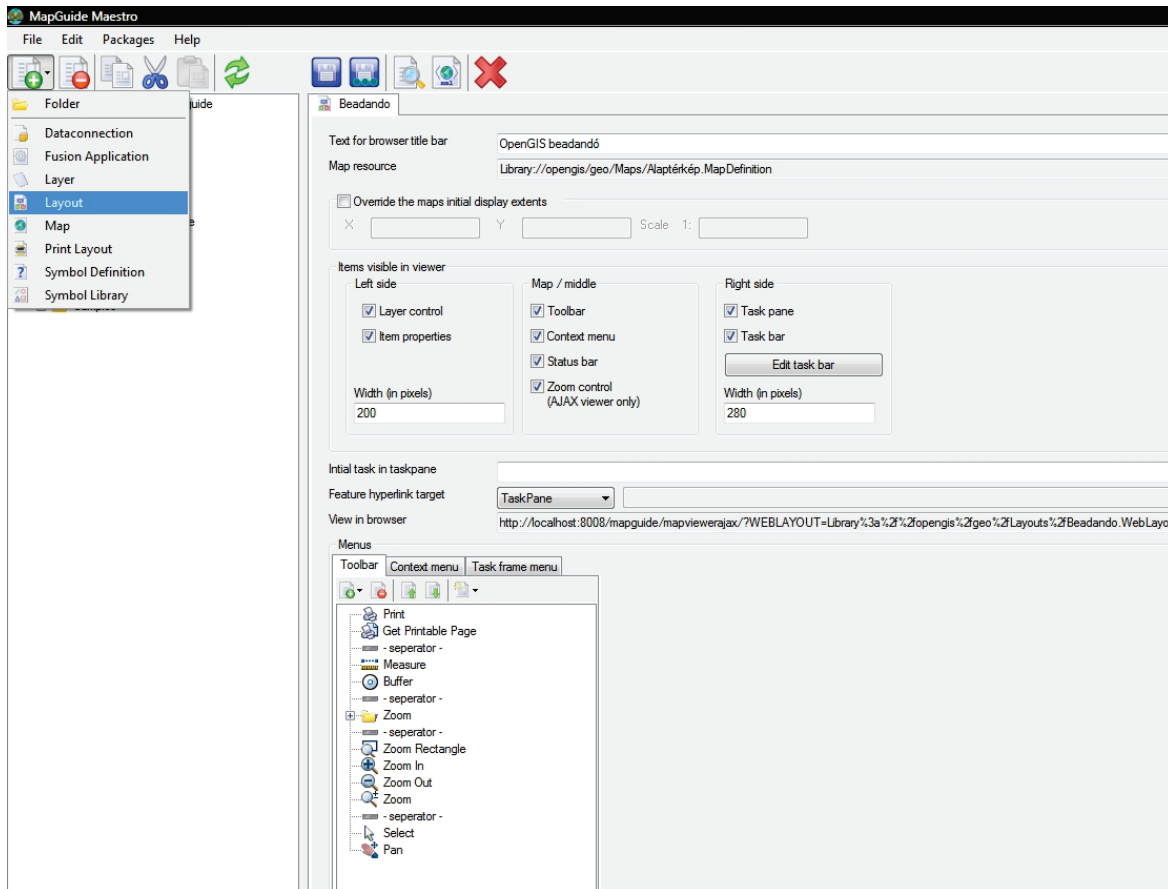 MapGuide Maestro
File Edit Packages Help
Folder
Dataconnection
Fusion Application
Layer
Layout
Map
Print Layout
Symbol Definition
Symbol Library
Beadando
Text for browser title bar OpenGIS beadandó
Map resource Library://opengis/geo/Maps/Alaptérkép.MapDefinition
Override the maps initial display extents
X Y Scale 1:
Items visible in viewer
Left side
Layer control
Item properties
Width (in pixels)
200
Map / middle
Toolbar
Context menu
Status bar
Zoom control
(AJAX viewer only)
Right side
Task pane
Task bar
Edit task bar
Width (in pixels)
280
Intial task in taskpane
Feature hyperlink target TaskPane
View in browser http://localhost:8008/mapguide/mapviewerajax/?WEBLAYOUT=Library%3a%2f%2fopengis%2fgeo%2fLayouts%2fBeadando.WebLayo
Menus
Toolbar Context menu Task frame menu
Print
Get Printable Page
- seperator -
Measure
Buffer
- seperator -
Zoom
- seperator -
Zoom Rectangle
Zoom In
Zoom Out
Zoom
- seperator -
Select
Pan